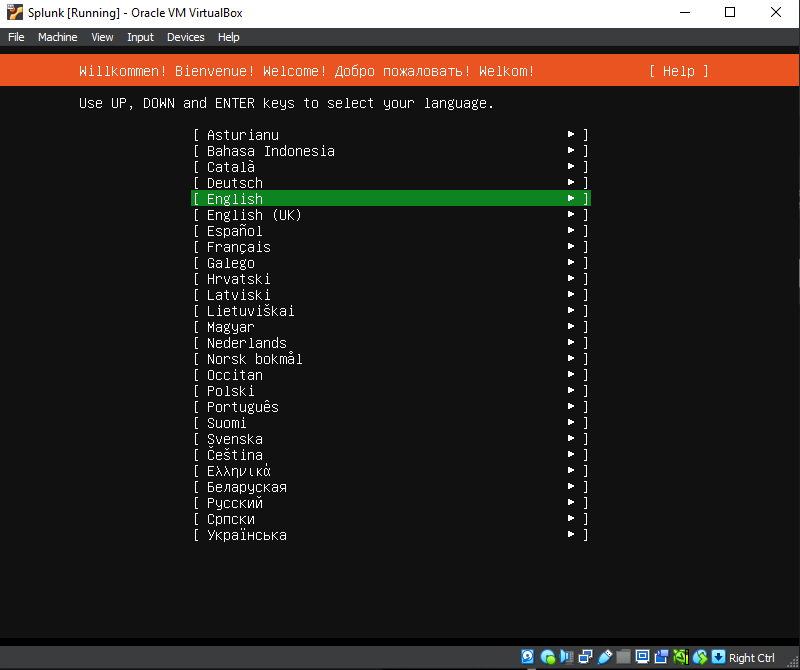 Splunk [Running] - Oracle VM VirtualBox
File Machine View Input Devices Help
Willkommen! Bienvenue! Welcome! Добро пожаловать! Welkom! [ Help ]
Use UP, DOWN and ENTER keys to select your language.
[ Asturianu ▸ ]
[ Bahasa Indonesia ▸ ]
[ Català ▸ ]
[ Deutsch ▸ ]
[ English ▸ ]
[ English (UK) ▸ ]
[ Español ▸ ]
[ Français ▸ ]
[ Galego ▸ ]
[ Hrvatski ▸ ]
[ Latviski ▸ ]
[ Lietuviškai ▸ ]
[ Magyar ▸ ]
[ Nederlands ▸ ]
[ Norsk bokmål ▸ ]
[ Occitan ▸ ]
[ Polski ▸ ]
[ Português ▸ ]
[ Suomi ▸ ]
[ Svenska ▸ ]
[ Čeština ▸ ]
[ Ελληνικά ▸ ]
[ Беларуская ▸ ]
[ Русский ▸ ]
[ Српски ▸ ]
[ Українська ▸ ]
Right Ctrl